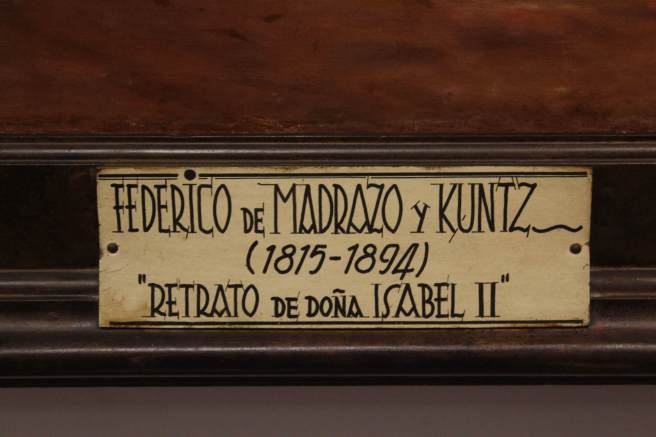 FEDERICO DE MADRAZO Y KUNTZ
(1815-1894)
"RETRATO DE DOÑA ISABEL II"